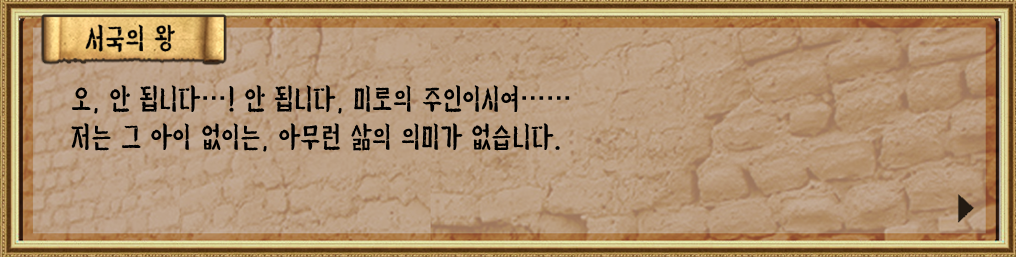 서국의 왕
오, 안 됩니다…! 안 됩니다, 미로의 주인이시여……
저는 그 아이 없이는, 아무런 삶의 의미가 없습니다.